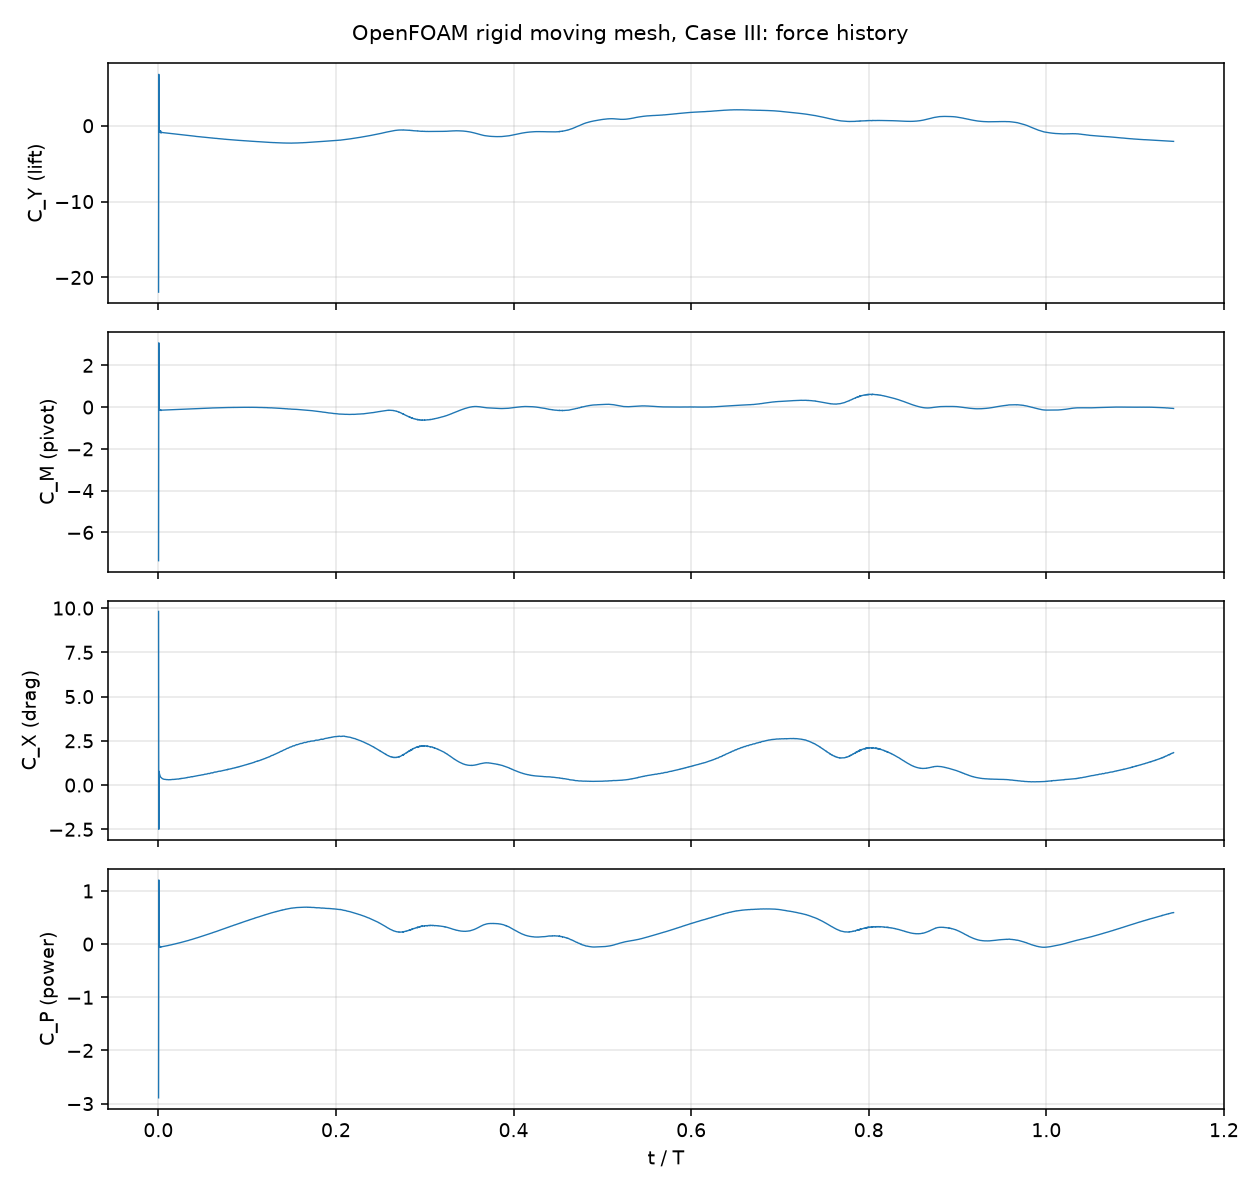 OpenFOAM rigid moving mesh, Case III: force history
C_Y (lift)
0
−10
−20
C_M (pivot)
2
0
−2
−4
−6
C_X (drag)
10.0
7.5
5.0
2.5
0.0
−2.5
C_P (power)
1
0
−1
−2
−3
0.0 0.2 0.4 0.6 0.8 1.0 1.2
t / T